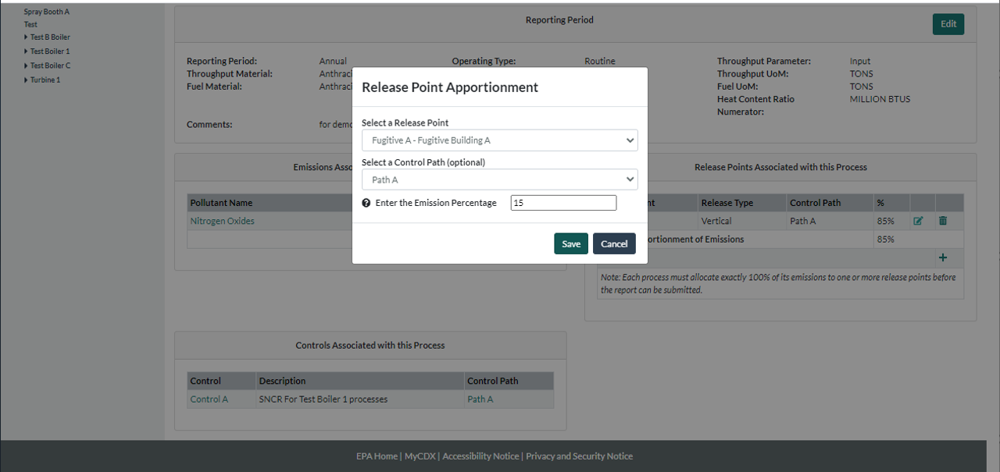 Spray Booth A
Test
Test B Boiler
Test Boiler 1
Test Boiler C
Turbine 1
Reporting Period
Edit
Reporting Period: Annual Operating Type: Routine Throughput Parameter: Input
Throughput Material: Anthraci Throughput UoM: TONS
Fuel Material: Anthraci Fuel UoM: TONS
Heat Content Ratio Numerator: MILLION BTUS
Comments: for demo
Release Point Apportionment
Select a Release Point
Fugitive A - Fugitive Building A
Select a Control Path (optional)
Path A
Enter the Emission Percentage 15
Save Cancel
Emissions Asso
Pollutant Name
Nitrogen Oxides
Release Points Associated with this Process
nt Release Type Control Path %
Vertical Path A 85%
ortionment of Emissions 85%
+
Note: Each process must allocate exactly 100% of its emissions to one or more release points before
the report can be submitted.
Controls Associated with this Process
Control Description Control Path
Control A SNCR For Test Boiler 1 processes Path A
EPA Home | MyCDX | Accessibility Notice | Privacy and Security Notice